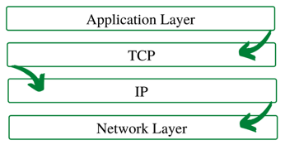 Application Layer
TCP
IP
Network Layer